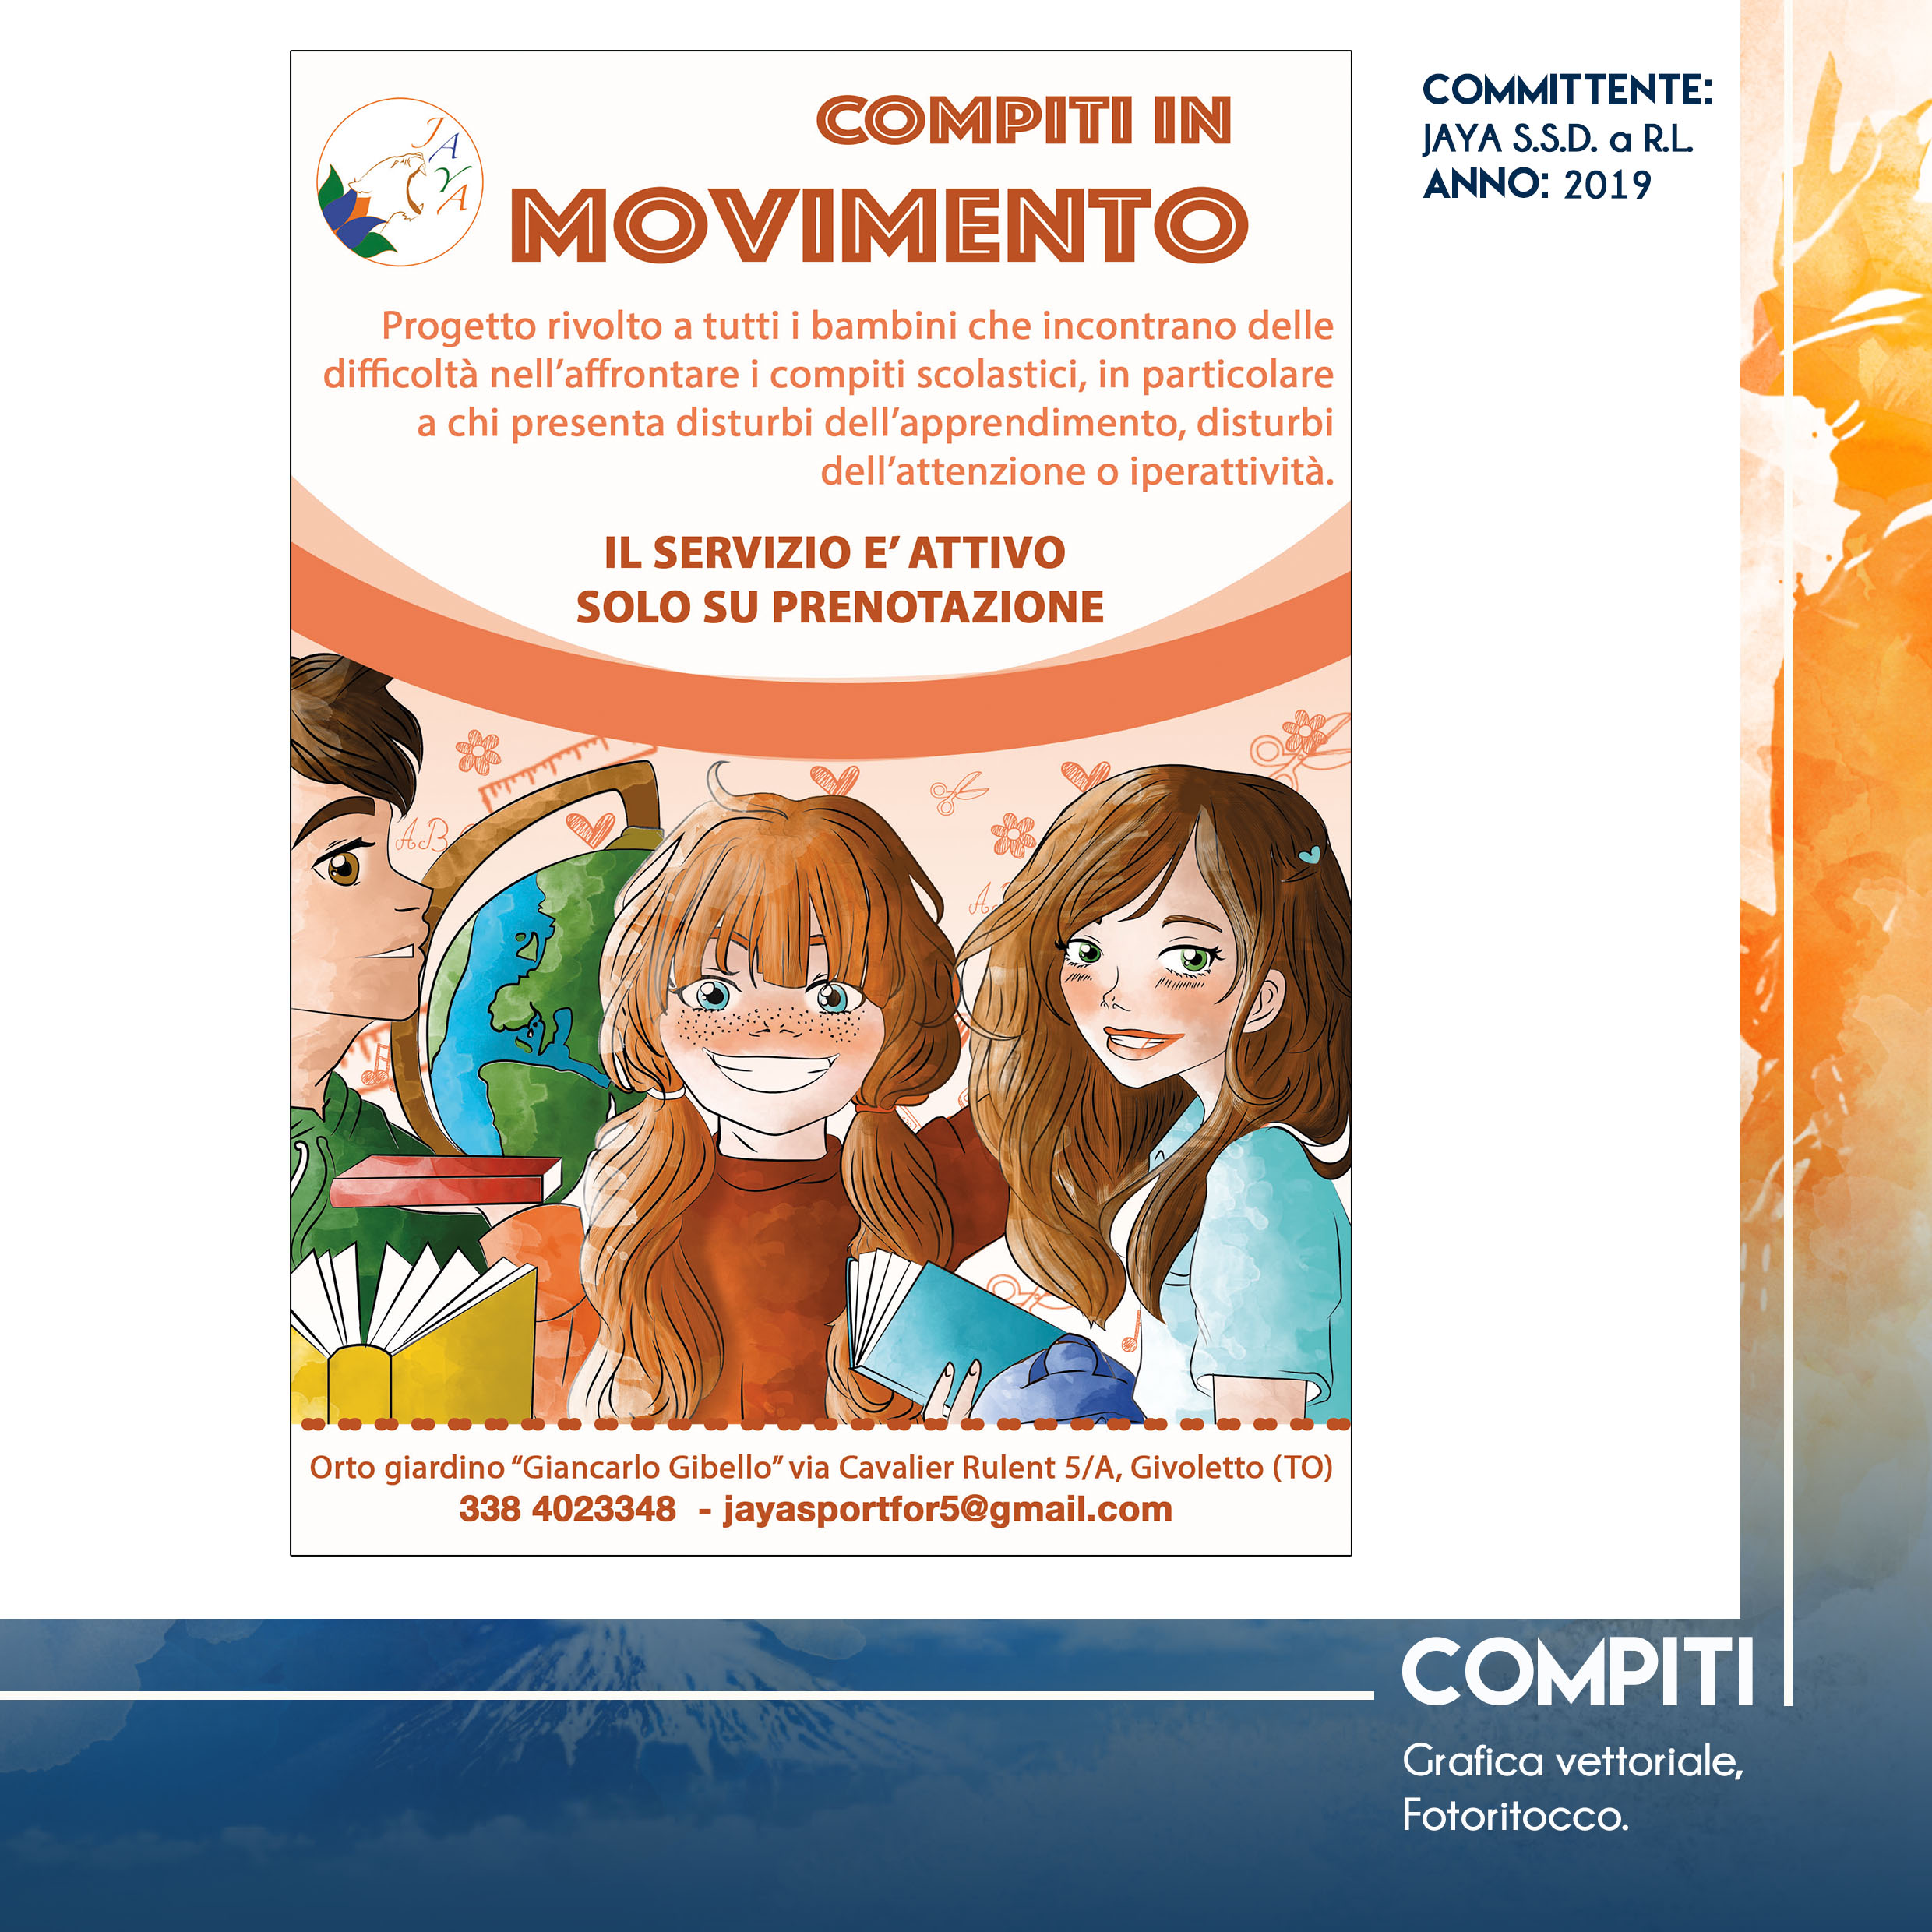 JAYA
COMPITI IN
MOVIMENTO
Progetto rivolto a tutti i bambini che incontrano delle
difficoltà nell’affrontare i compiti scolastici, in particolare
a chi presenta disturbi dell’apprendimento, disturbi
dell’attenzione o iperattività.
IL SERVIZIO E’ ATTIVO
SOLO SU PRENOTAZIONE
Orto giardino “Giancarlo Gibello” via Cavalier Rulent 5/A, Givoletto (TO)
338 4023348 - jayasportfor5@gmail.com
COMMITTENTE:
JAYA S.S.D. a R.L.
ANNO: 2019
COMPITI
Grafica vettoriale,
Fotoritocco.